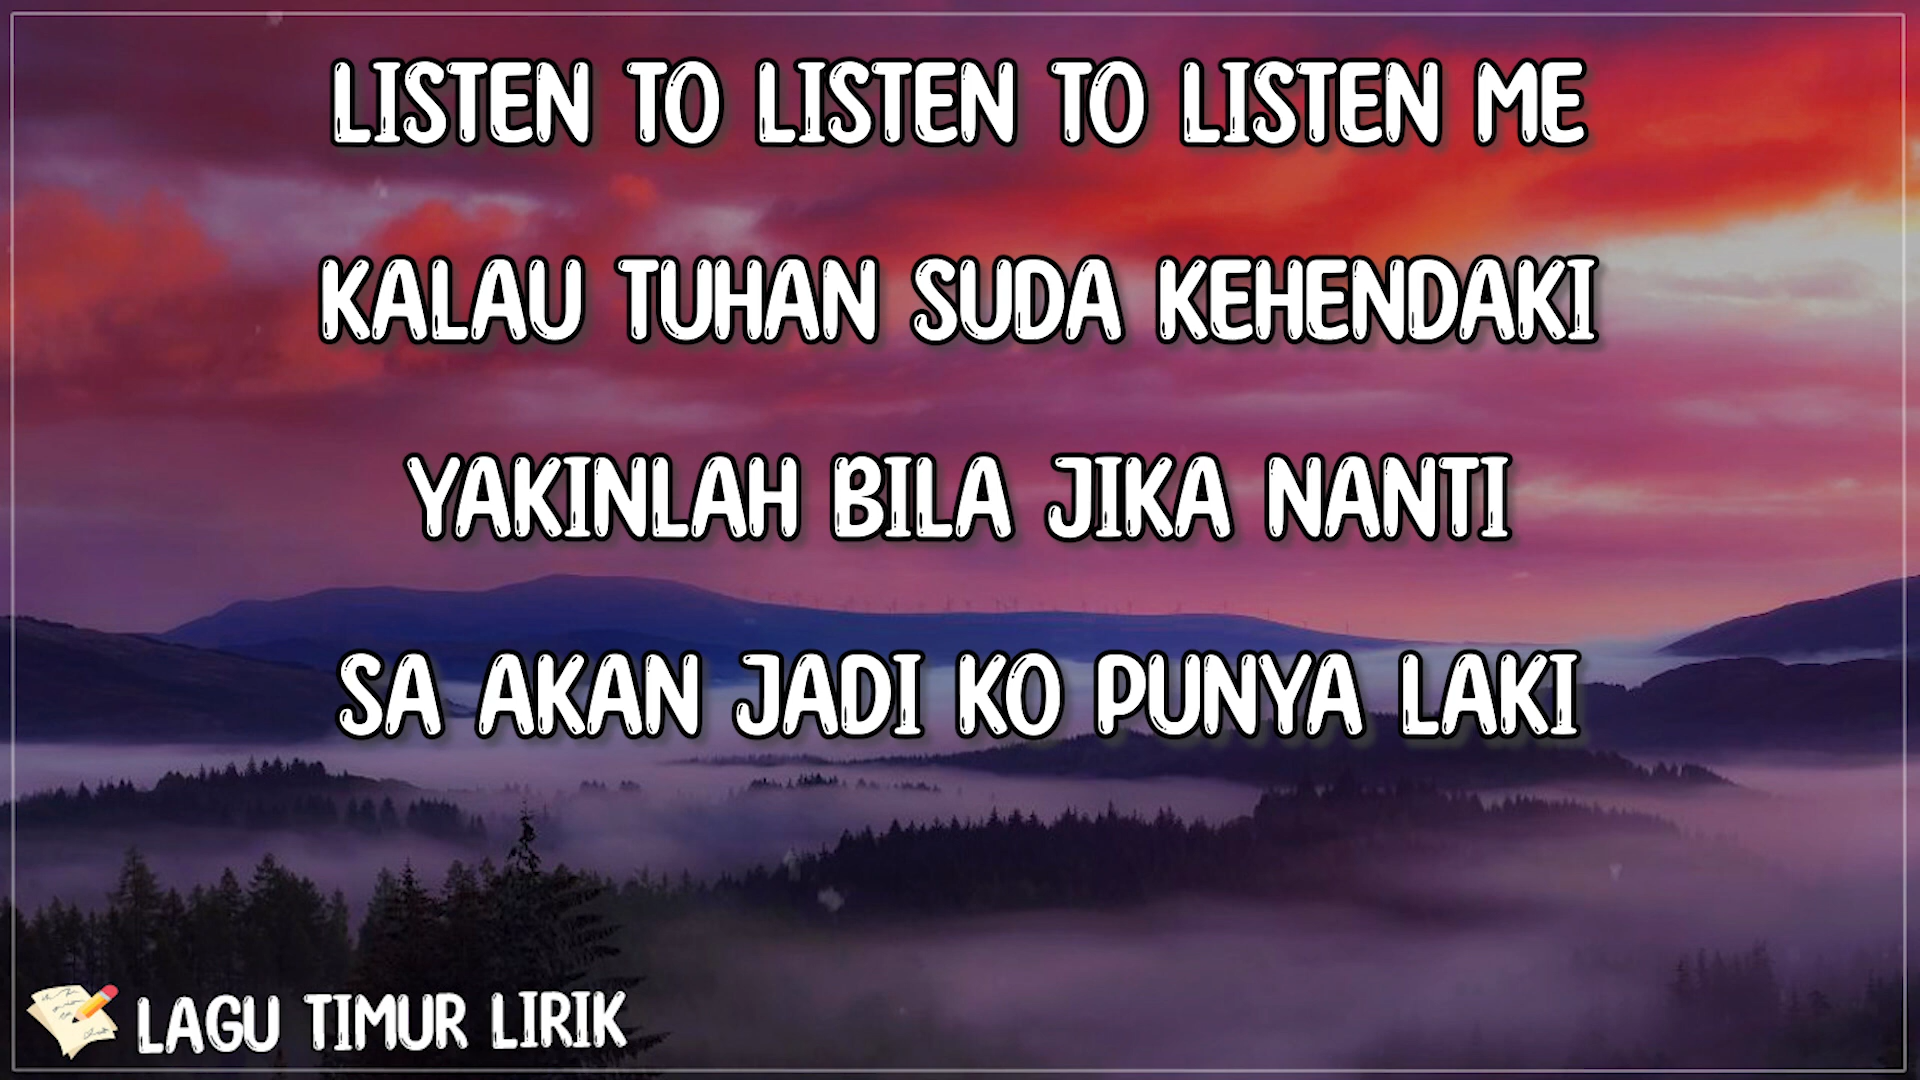 LISTEN TO LISTEN TO LISTEN ME
KALAU TUHAN SUDA KEHENDAKI
YAKINLAH BILA JIKA NANTI
SA AKAN JADI KO PUNYA LAKI
LAGU TIMUR LIRIK